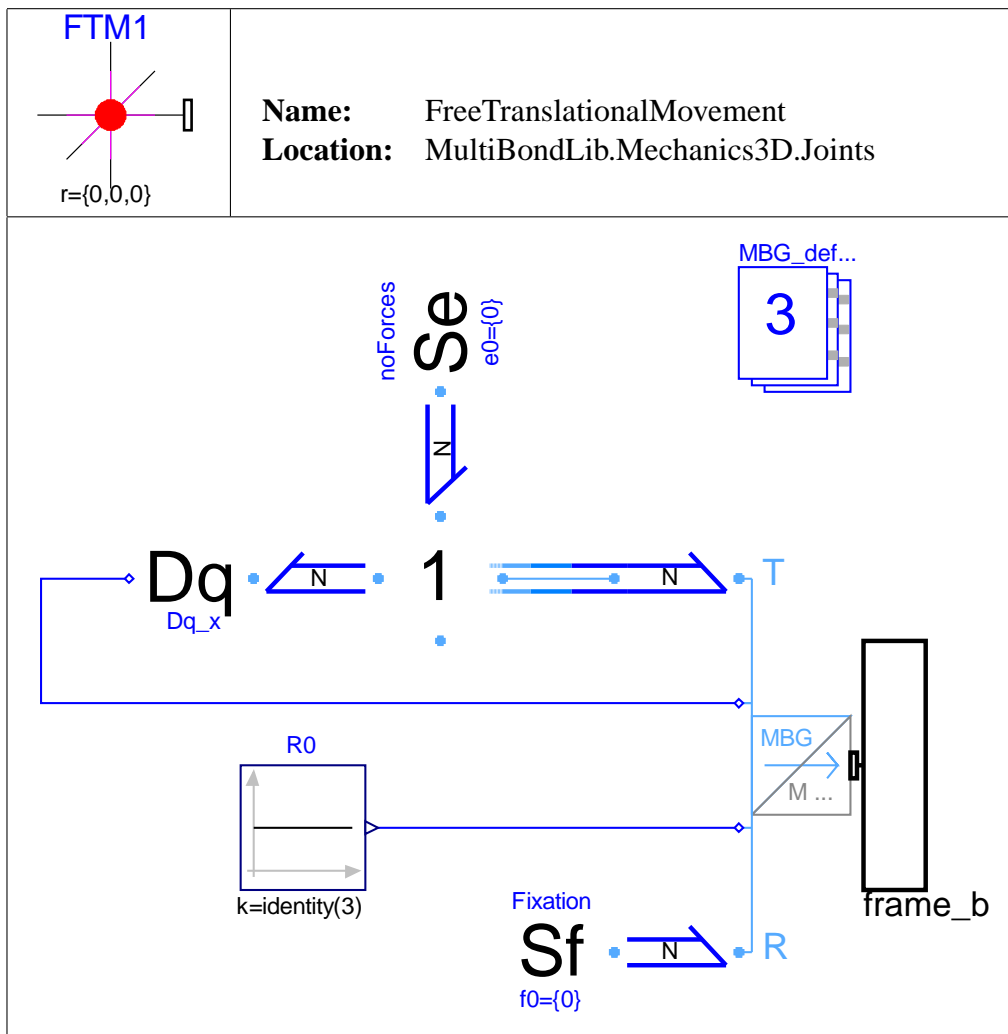 FTM1
Name: FreeTranslationalMovement
Location: MultiBondLib.Mechanics3D.Joints
r={0,0,0}
MBG_def...
3
noForces
Se
e0={0}
N
Dq
N
1
N
T
Dq_x
R0
MBG
M ...
k=identity(3)
frame_b
Fixation
Sf
N
R
f0={0}